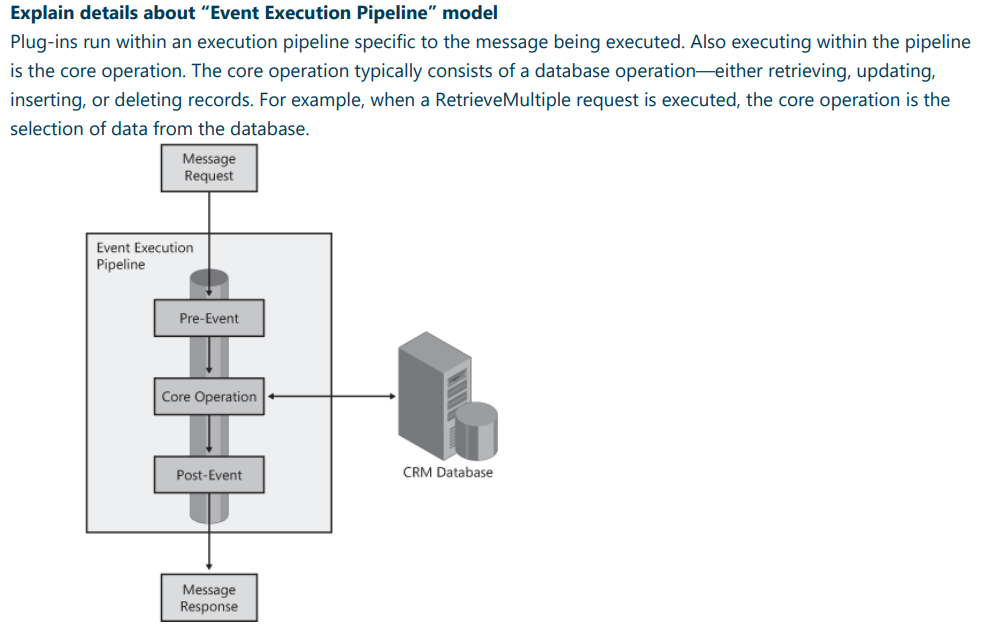 Explain details about “Event Execution Pipeline” model
Plug-ins run within an execution pipeline specific to the message being executed. Also executing within the pipeline
is the core operation. The core operation typically consists of a database operation—either retrieving, updating,
inserting, or deleting records. For example, when a RetrieveMultiple request is executed, the core operation is the
selection of data from the database.
Message
Request
Event Execution
Pipeline
Pre-Event
Core Operation
Post-Event
CRM Database
Message
Response